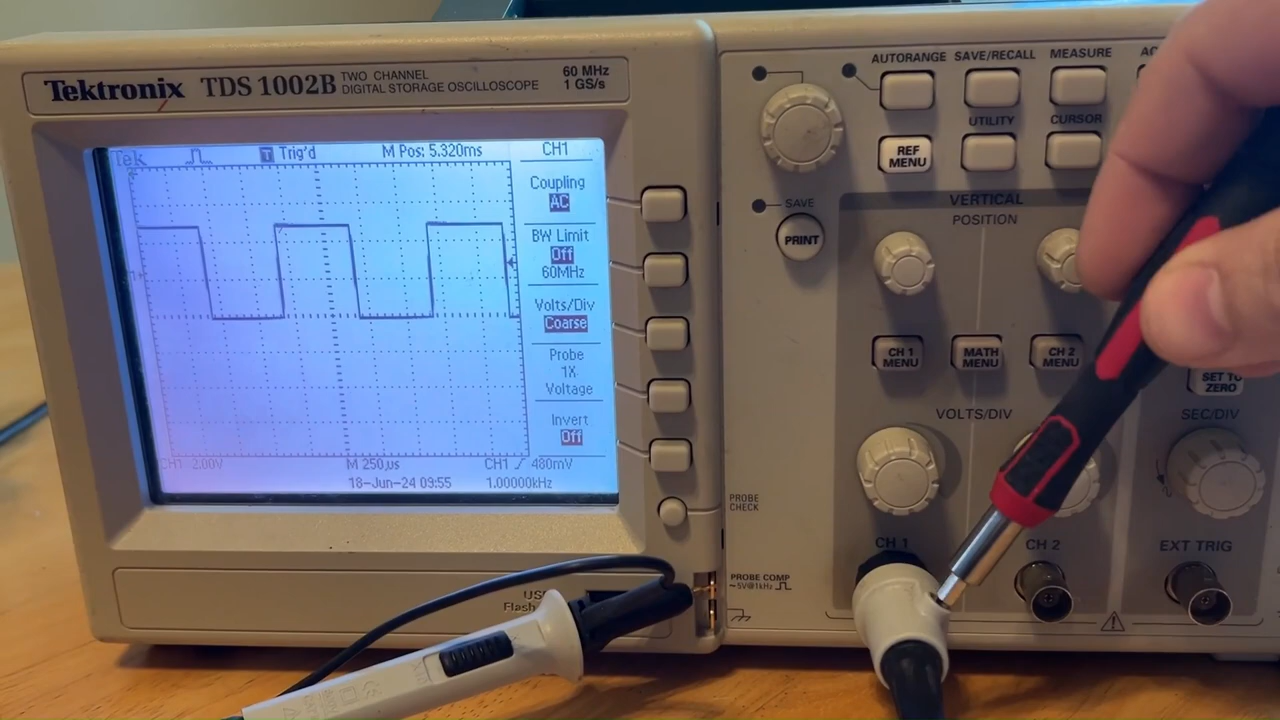 Tektronix TDS 1002B TWO CHANNEL DIGITAL STORAGE OSCILLOSCOPE
60 MHz
1 GS/s
Tek
T Trig'd
M Pos: 5.320ms
CH1
Coupling
AC
BW Limit
Off
60MHz
Volts/Div
Coarse
Probe
1X
Voltage
Invert
Off
CH1 2.00V
M 250µs
CH1
480mV
18-Jun-24 09:55
1.00000kHz
AUTORANGE
SAVE/RECALL
MEASURE
UTILITY
CURSOR
REF
MENU
SAVE
PRINT
VERTICAL
POSITION
CH 1
MENU
MATH
MENU
CH 2
MENU
SET TO
ZERO
VOLTS/DIV
SEC/DIV
PROBE
CHECK
CH 1
CH 2
EXT TRIG
PROBE COMP
~5V@1kHz